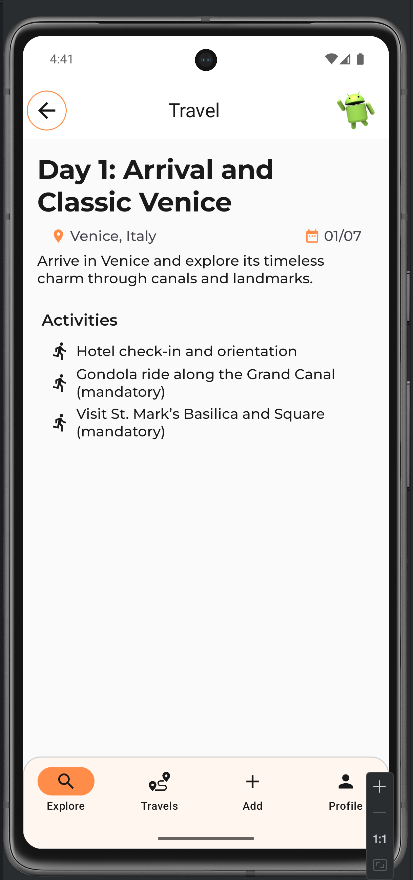 4:41
Travel
Day 1: Arrival and
Classic Venice
Venice, Italy 01/07
Arrive in Venice and explore its timeless
charm through canals and landmarks.
Activities
Hotel check-in and orientation
Gondola ride along the Grand Canal
(mandatory)
Visit St. Mark's Basilica and Square
(mandatory)
Explore Travels Add Profile
1:1